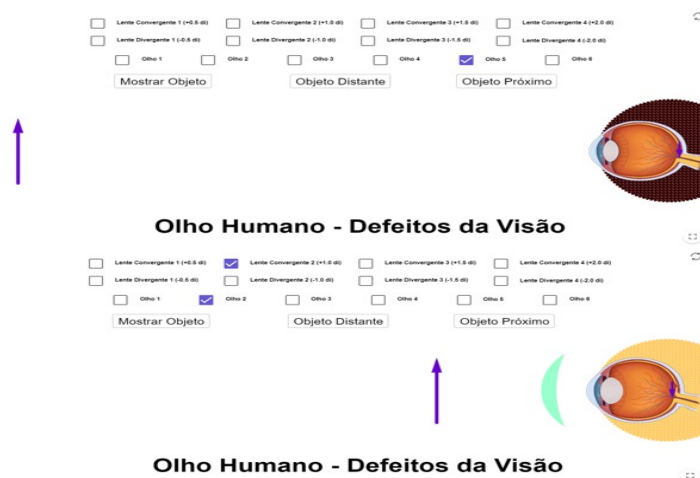 Lente Convergente 1 (+0.5 di) Lente Convergente 2 (+1.0 di) Lente Convergente 3 (+1.5 di) Lente Convergente 4 (+2.0 di)
Lente Divergente 1 (-0.5 di) Lente Divergente 2 (-1.0 di) Lente Divergente 3 (-1.5 di) Lente Divergente 4 (-2.0 di)
Olho 1 Olho 2 Olho 3 Olho 4 Olho 5 Olho 6
Mostrar Objeto Objeto Distante Objeto Próximo
Olho Humano - Defeitos da Visão
Lente Convergente 1 (+0.5 di) Lente Convergente 2 (+1.0 di) Lente Convergente 3 (+1.5 di) Lente Convergente 4 (+2.0 di)
Lente Divergente 1 (-0.5 di) Lente Divergente 2 (-1.0 di) Lente Divergente 3 (-1.5 di) Lente Divergente 4 (-2.0 di)
Olho 1 Olho 2 Olho 3 Olho 4 Olho 5 Olho 6
Mostrar Objeto Objeto Distante Objeto Próximo
Olho Humano - Defeitos da Visão